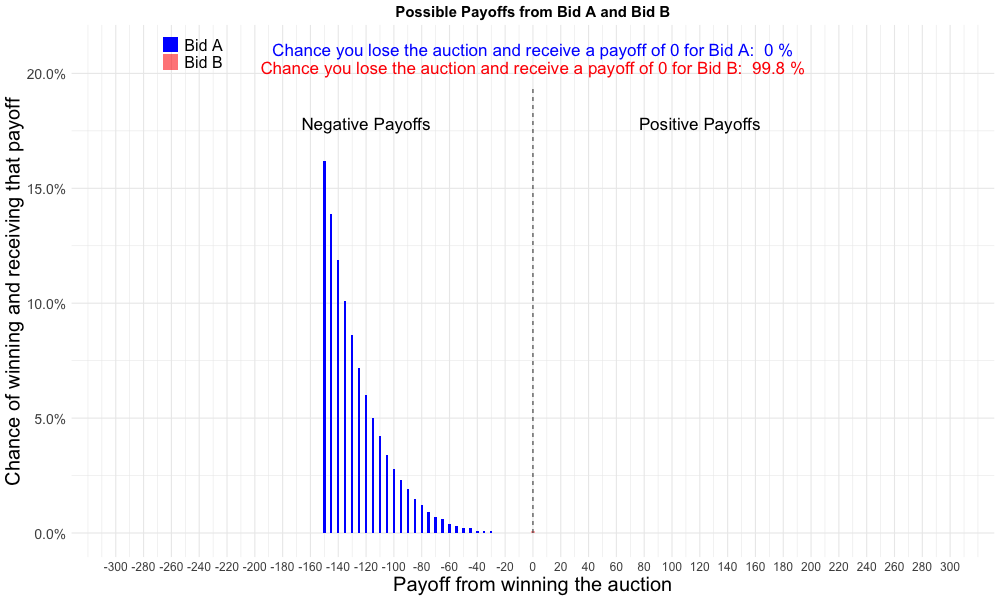 Possible Payoffs from Bid A and Bid B
Bid A
Bid B
Chance you lose the auction and receive a payoff of 0 for Bid A:  0 %
Chance you lose the auction and receive a payoff of 0 for Bid B:  99.8 %
Negative Payoffs
Positive Payoffs
Chance of winning and receiving that payoff
20.0%
15.0%
10.0%
5.0%
0.0%
-300 -280 -260 -240 -220 -200 -180 -160 -140 -120 -100 -80 -60 -40 -20 0 20 40 60 80 100 120 140 160 180 200 220 240 260 280 300
Payoff from winning the auction